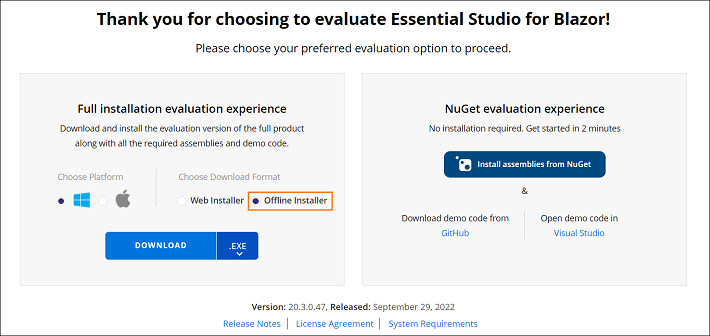 Thank you for choosing to evaluate Essential Studio for Blazor!
Please choose your preferred evaluation option to proceed.
Full installation evaluation experience
Download and install the evaluation version of the full product
along with all the required assemblies and demo code.
Choose Platform
Choose Download Format
Web Installer
Offline Installer
DOWNLOAD
.EXE
NuGet evaluation experience
No installation required. Get started in 2 minutes
Install assemblies from NuGet
&
Download demo code from
GitHub
Open demo code in
Visual Studio
Version: 20.3.0.47, Released: September 29, 2022
Release Notes | License Agreement | System Requirements